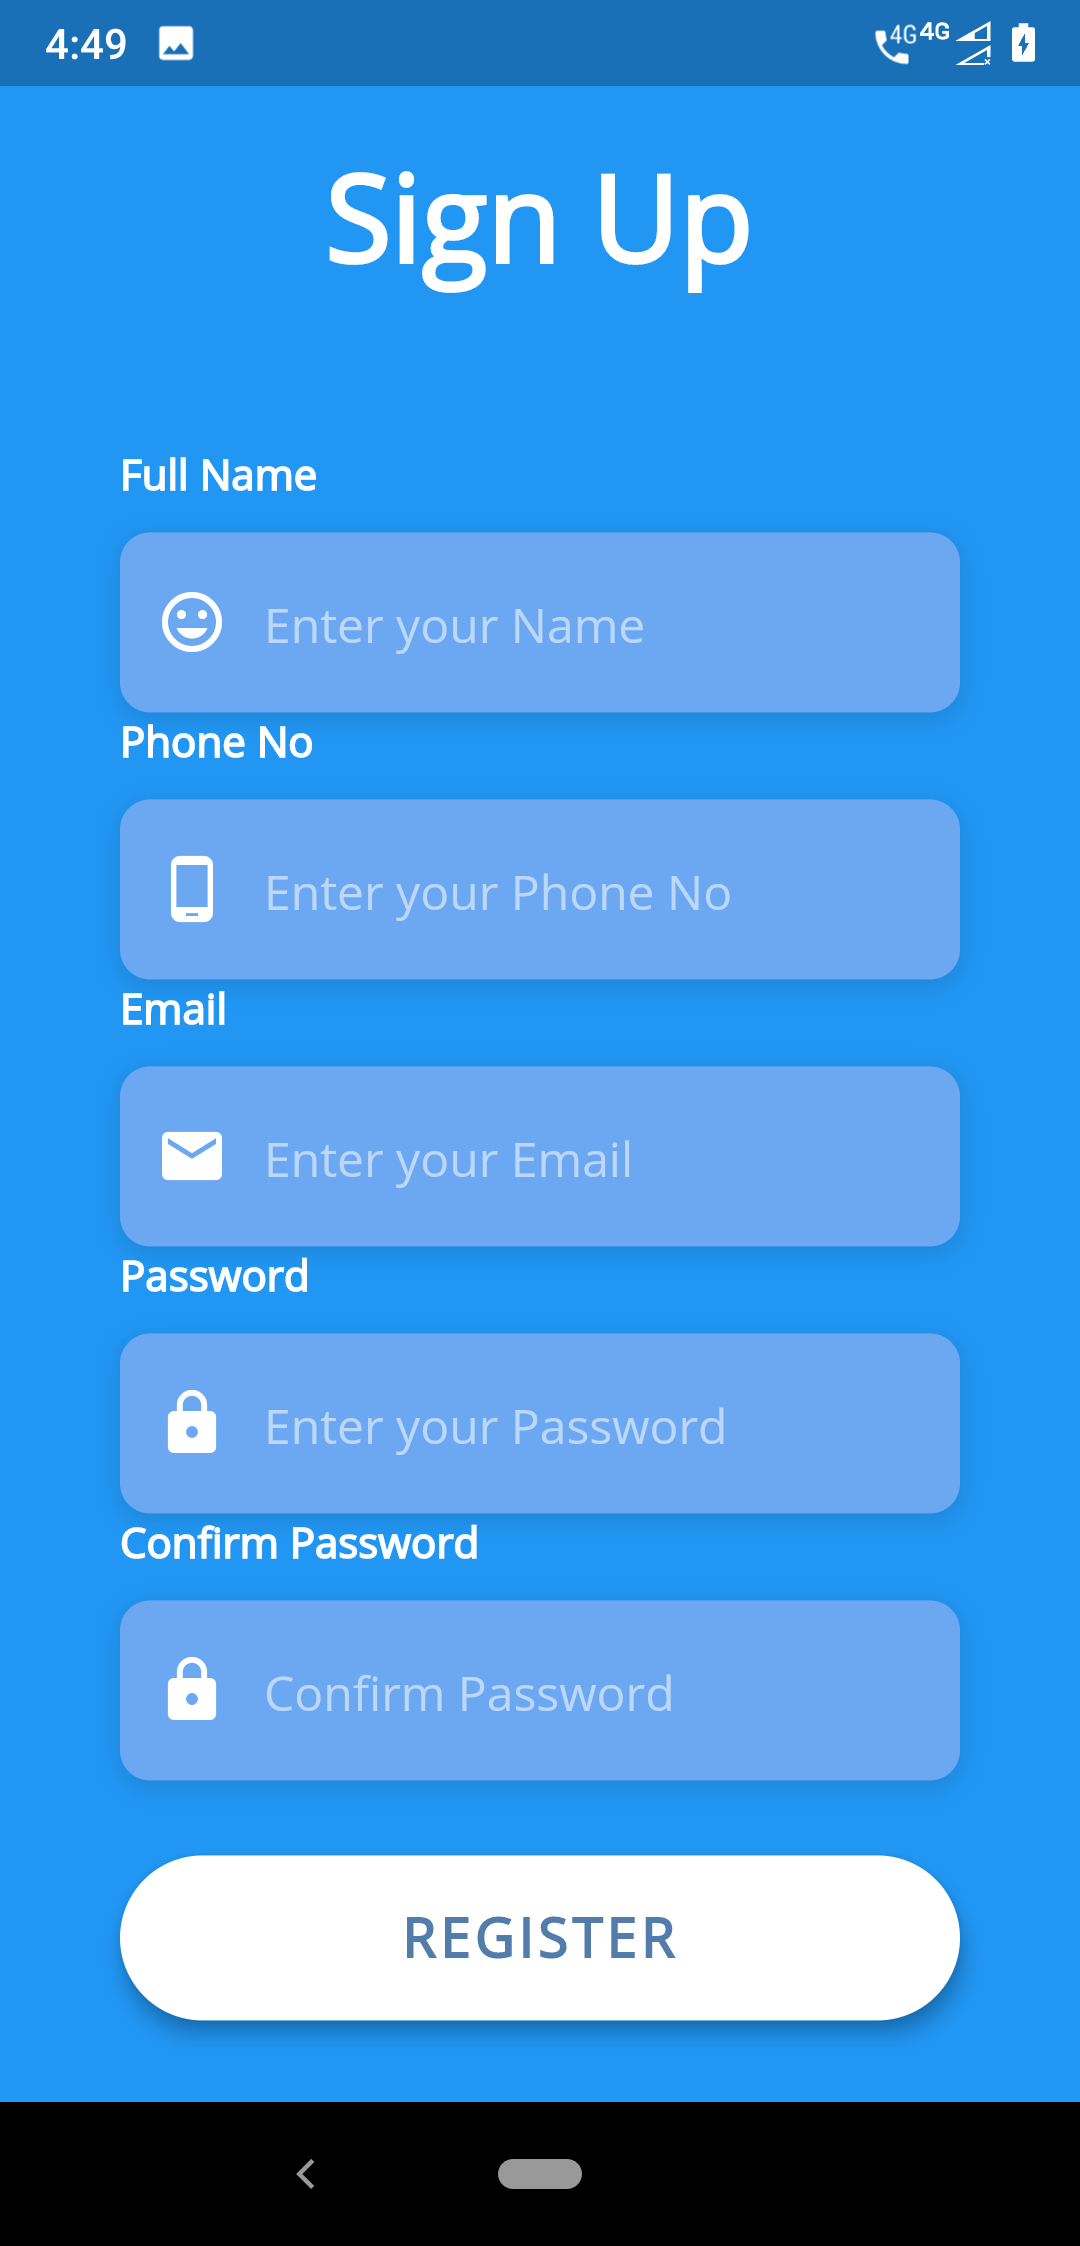 4:49 4G 4G
Sign Up
Full Name
Enter your Name
Phone No
Enter your Phone No
Email
Enter your Email
Password
Enter your Password
Confirm Password
Confirm Password
REGISTER